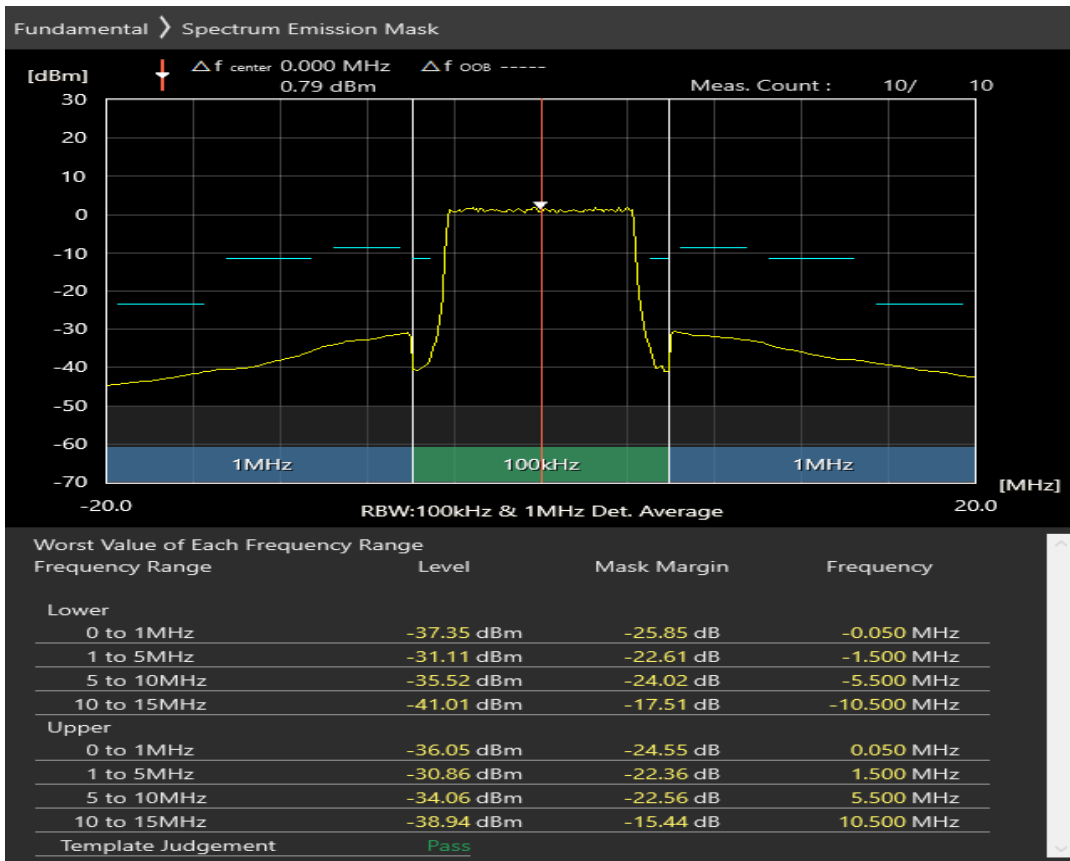 Fundamental 〉 Spectrum Emission Mask
[dBm] △f center 0.000 MHz △f OOB -----
0.79 dBm Meas. Count : 10/ 10
30
20
10
0
-10
-20
-30
-40
-50
-60
-70
1MHz 100kHz 1MHz
[MHz]
-20.0 RBW:100kHz & 1MHz Det. Average 20.0
Worst Value of Each Frequency Range
Frequency Range Level Mask Margin Frequency
Lower
0 to 1MHz -37.35 dBm -25.85 dB -0.050 MHz
1 to 5MHz -31.11 dBm -22.61 dB -1.500 MHz
5 to 10MHz -35.52 dBm -24.02 dB -5.500 MHz
10 to 15MHz -41.01 dBm -17.51 dB -10.500 MHz
Upper
0 to 1MHz -36.05 dBm -24.55 dB 0.050 MHz
1 to 5MHz -30.86 dBm -22.36 dB 1.500 MHz
5 to 10MHz -34.06 dBm -22.56 dB 5.500 MHz
10 to 15MHz -38.94 dBm -15.44 dB 10.500 MHz
Template Judgement Pass